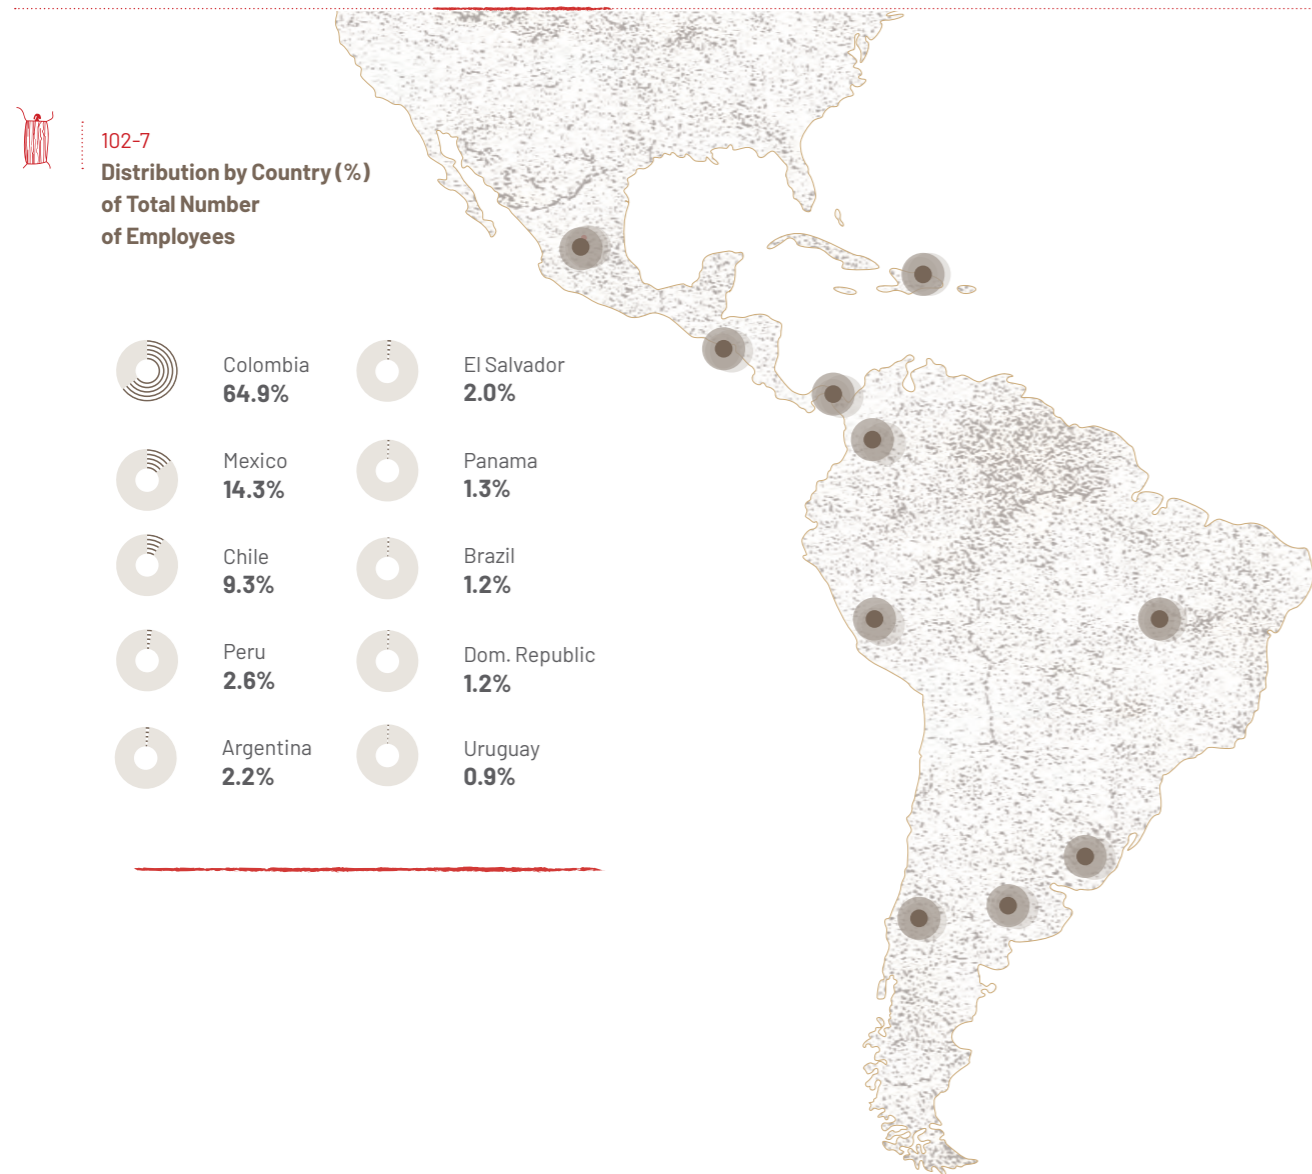 102-7
Distribution by Country (%)
of Total Number
of Employees
Colombia
64.9%
Mexico
14.3%
Chile
9.3%
Peru
2.6%
Argentina
2.2%
El Salvador
2.0%
Panama
1.3%
Brazil
1.2%
Dom. Republic
1.2%
Uruguay
0.9%